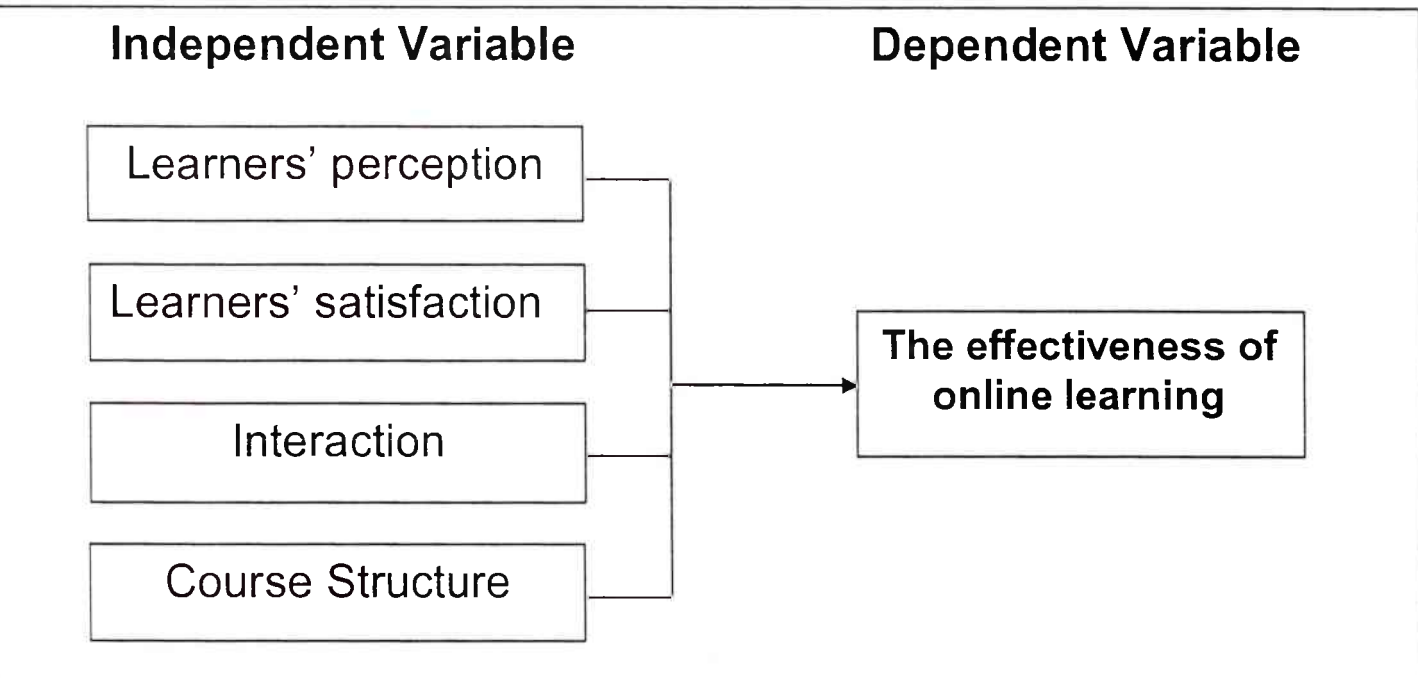 Independent Variable
Dependent Variable
Learners' perception
Learners' satisfaction
Interaction
Course Structure
The effectiveness of
online learning